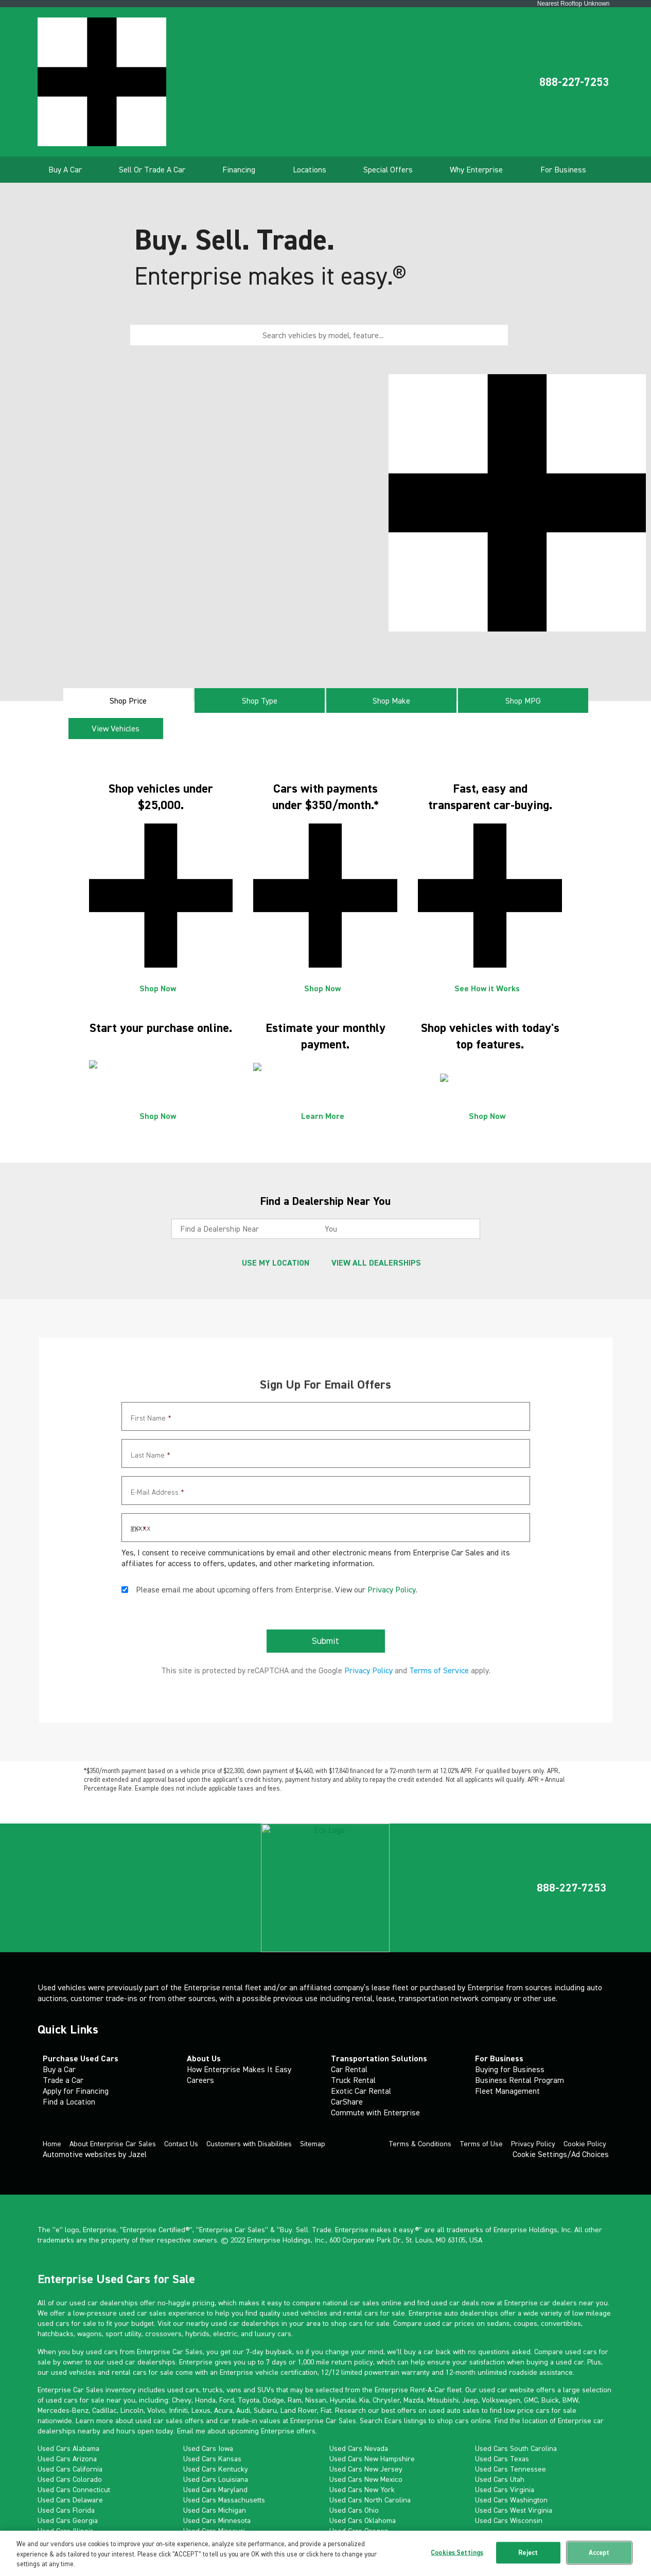 Nearest Rooftop Unknown
888-227-7253
Buy A Car
Sell Or Trade A Car
Financing
Locations
Special Offers
Why Enterprise
For Business
Buy. Sell. Trade.
Enterprise makes it easy.®
Search vehicles by model, feature...
Shop Price
Shop Type
Shop Make
Shop MPG
View Vehicles
Shop vehicles under
$25,000.
Cars with payments
under $350/month.*
Fast, easy and
transparent car-buying.
Shop Now
Shop Now
See How it Works
Start your purchase online.
Estimate your monthly
payment.
Shop vehicles with today's
top features.
Shop Now
Learn More
Shop Now
Find a Dealership Near You
Find a Dealership Near You
USE MY LOCATION
VIEW ALL DEALERSHIPS
Sign Up For Email Offers
First Name *
Last Name *
E-Mail Address *
Yes, I consent to receive communications by email and other electronic means from Enterprise Car Sales and its
affiliates for access to offers, updates, and other marketing information.
Please email me about upcoming offers from Enterprise. View our Privacy Policy.
Submit
This site is protected by reCAPTCHA and the Google Privacy Policy and Terms of Service apply.
*$350/month payment based on a vehicle price of $22,300, down payment of $4,460, with $17,840 financed for a 72-month term at 12.02% APR. For qualified buyers only. APR,
credit extended and approval based upon the applicant's credit history, payment history and ability to repay the credit extended. Not all applicants will qualify. APR = Annual
Percentage Rate. Example does not include applicable taxes and fees.
888-227-7253
Used vehicles were previously part of the Enterprise rental fleet and/or an affiliated company's lease fleet or purchased by Enterprise from sources including auto
auctions, customer trade-ins or from other sources, with a possible previous use including rental, lease, transportation network company or other use.
Quick Links
Purchase Used Cars
Buy a Car
Trade a Car
Apply for Financing
Find a Location
About Us
How Enterprise Makes It Easy
Careers
Transportation Solutions
Car Rental
Truck Rental
Exotic Car Rental
CarShare
Commute with Enterprise
For Business
Buying for Business
Business Rental Program
Fleet Management
Home
About Enterprise Car Sales
Contact Us
Customers with Disabilities
Sitemap
Terms & Conditions
Terms of Use
Privacy Policy
Cookie Policy
Automotive websites by Jazel
Cookie Settings/Ad Choices
The "e" logo, Enterprise, "Enterprise Certified®", "Enterprise Car Sales" & "Buy. Sell. Trade. Enterprise makes it easy.®" are all trademarks of Enterprise Holdings, Inc. All other
trademarks are the property of their respective owners. © 2022 Enterprise Holdings, Inc., 600 Corporate Park Dr., St. Louis, MO 63105, USA
Enterprise Used Cars for Sale
All of our used car dealerships offer no-haggle pricing, which makes it easy to compare national car sales online and find used car deals now at Enterprise car dealers near you.
We offer a low-pressure used car sales experience to help you find quality used vehicles and rental cars for sale. Enterprise auto dealerships offer a wide variety of low mileage
used cars for sale to fit your budget. Visit our nearby used car dealerships in your area to shop cars for sale. Compare used car prices on sedans, coupes, convertibles,
hatchbacks, wagons, sport utility, crossovers, hybrids, electric, and luxury cars.
When you buy used cars from Enterprise Car Sales, you get our 7-day buyback, so if you change your mind, we'll buy a car back with no questions asked. Compare used cars for
sale by owner to our used car dealerships. Enterprise gives you up to 7 days or 1,000 mile return policy, which can help ensure your satisfaction when buying a used car. Plus,
our used vehicles and rental cars for sale come with an Enterprise vehicle certification, 12/12 limited powertrain warranty and 12-month unlimited roadside assistance.
Enterprise Car Sales inventory includes used cars, trucks, vans and SUVs that may be selected from the Enterprise Rent-A-Car fleet. Our used car website offers a large selection
of used cars for sale near you, including: Chevy, Honda, Ford, Toyota, Dodge, Ram, Nissan, Hyundai, Kia, Chrysler, Mazda, Mitsubishi, Jeep, Volkswagen, GMC, Buick, BMW,
Mercedes-Benz, Cadillac, Lincoln, Volvo, Infiniti, Lexus, Acura, Audi, Subaru, Land Rover, Fiat. Research our best offers on used auto sales to find low price cars for sale
nationwide. Learn more about used car sales offers and car trade-in values at Enterprise Car Sales. Search Ecars listings to shop cars online. Find the location of Enterprise car
dealerships nearby and hours open today. Email me about upcoming Enterprise offers.
Used Cars Alabama
Used Cars Arizona
Used Cars California
Used Cars Colorado
Used Cars Connecticut
Used Cars Delaware
Used Cars Florida
Used Cars Georgia
Used Cars Iowa
Used Cars Kansas
Used Cars Kentucky
Used Cars Louisiana
Used Cars Maryland
Used Cars Massachusetts
Used Cars Michigan
Used Cars Minnesota
Used Cars Nevada
Used Cars New Hampshire
Used Cars New Jersey
Used Cars New Mexico
Used Cars New York
Used Cars North Carolina
Used Cars Ohio
Used Cars Oklahoma
Used Cars South Carolina
Used Cars Texas
Used Cars Tennessee
Used Cars Utah
Used Cars Virginia
Used Cars Washington
Used Cars West Virginia
Used Cars Wisconsin
We and our vendors use cookies to improve your on-site experience, analyze site performance, and provide a personalized
experience & ads tailored to your interest. Please click "ACCEPT" to tell us you are OK with this use or click here to change your
settings at any time.
Cookies Settings
Reject
Accept